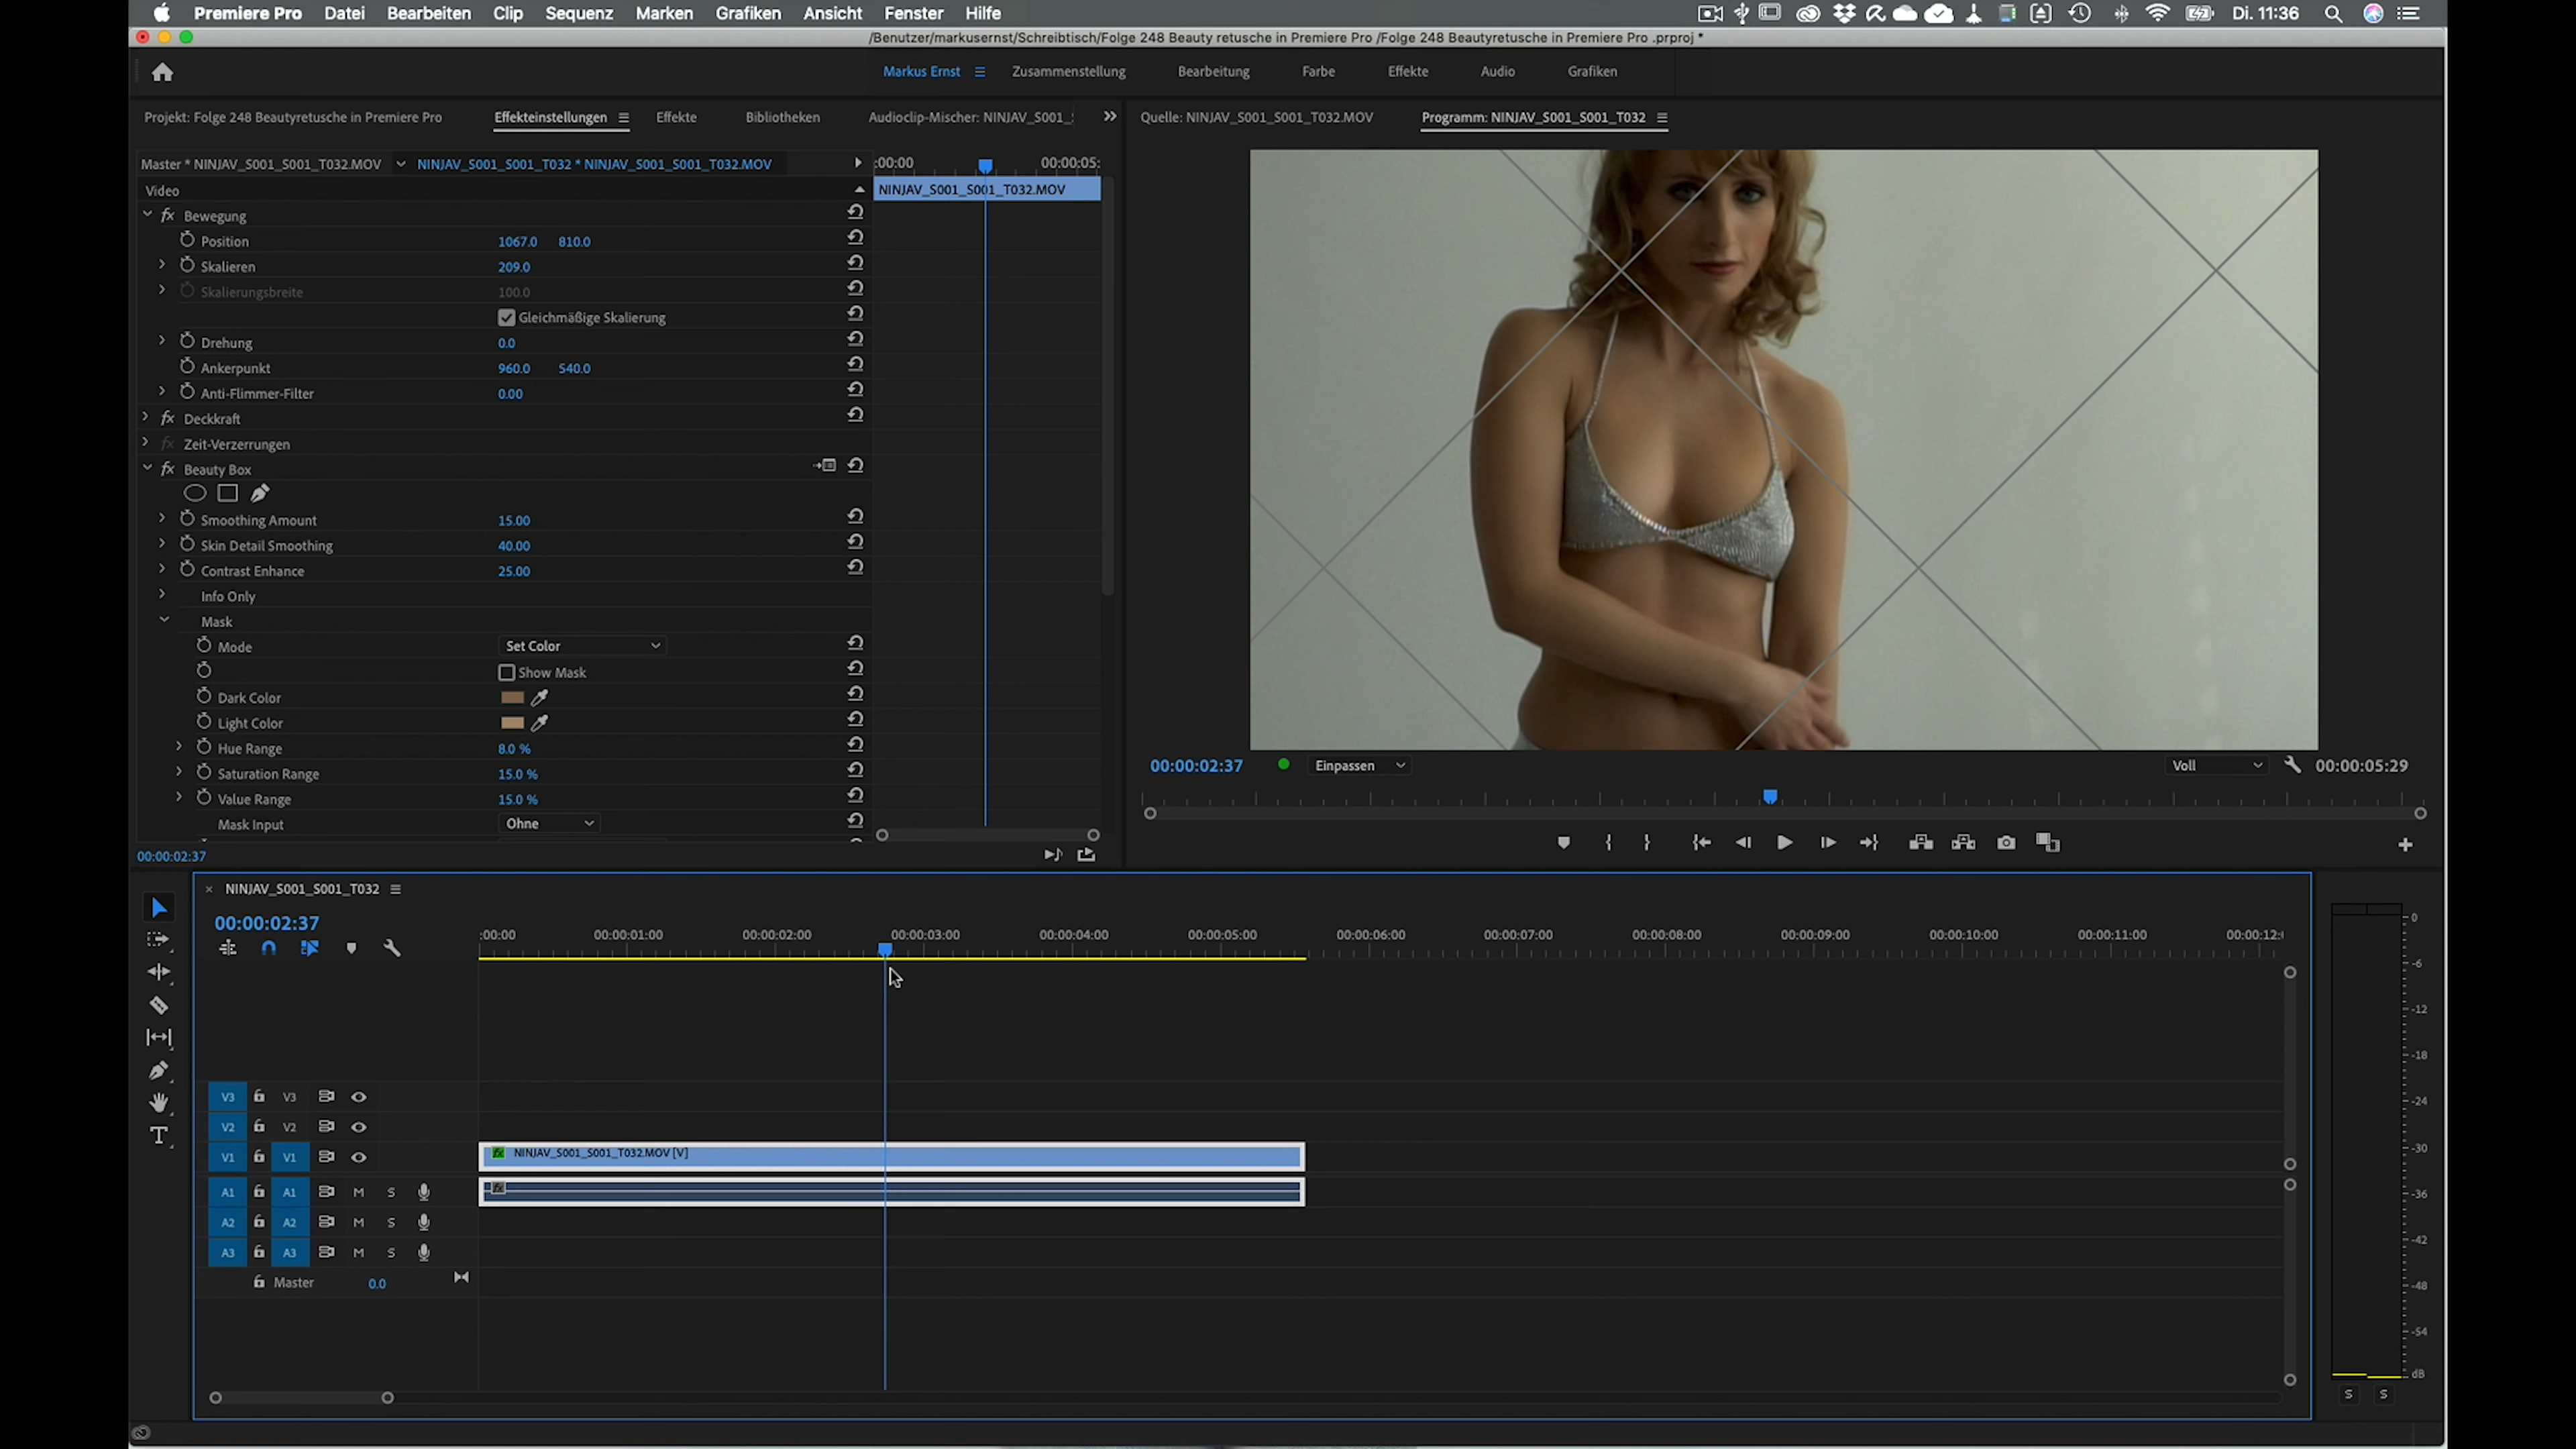 Premiere Pro Datei Bearbeiten Clip Sequenz Marken Grafiken Ansicht Fenster Hilfe Di. 11:36
/Benutzer/markusernst/Schreibtisch/Folge 248 Beauty retusche in Premiere Pro /Folge 248 Beautyretusche in Premiere Pro .prproj *
Markus Ernst Zusammenstellung Bearbeitung Farbe Effekte Audio Grafiken
Projekt: Folge 248 Beautyretusche in Premiere Pro Effekteinstellungen Effekte Bibliotheken Audioclip-Mischer: NINJAV_S001_
Quelle: NINJAV_S001_S001_T032.MOV Programm: NINJAV_S001_S001_T032
Master * NINJAV_S001_S001_T032.MOV NINJAV_S001_S001_T032 * NINJAV_S001_S001_T032.MOV :00:00 00:00:05:
Video NINJAV_S001_S001_T032.MOV
fx Bewegung
Position 1067.0 810.0
Skalieren 209.0
Skalierungsbreite 100.0
Gleichmäßige Skalierung
Drehung 0.0
Ankerpunkt 960.0 540.0
Anti-Flimmer-Filter 0.00
fx Deckkraft
fx Zeit-Verzerrungen
fx Beauty Box
Smoothing Amount 15.00
Skin Detail Smoothing 40.00
Contrast Enhance 25.00
Info Only
Mask
Mode Set Color
Show Mask
Dark Color
Light Color
Hue Range 8.0 %
Saturation Range 15.0 %
Value Range 15.0 %
Mask Input Ohne
00:00:02:37
00:00:02:37 Einpassen Voll 00:00:05:29
NINJAV_S001_S001_T032
00:00:02:37
:00:00 00:00:01:00 00:00:02:00 00:00:03:00 00:00:04:00 00:00:05:00 00:00:06:00 00:00:07:00 00:00:08:00 00:00:09:00 00:00:10:00 00:00:11:00 00:00:12:
V3 V3
V2 V2
V1 V1 fx NINJAV_S001_S001_T032.MOV [V]
A1 A1 M S fx
A2 A2 M S
A3 A3 M S
Master 0.0
0
-6
-12
-18
-24
-30
-36
-42
-48
-54
dB
S S